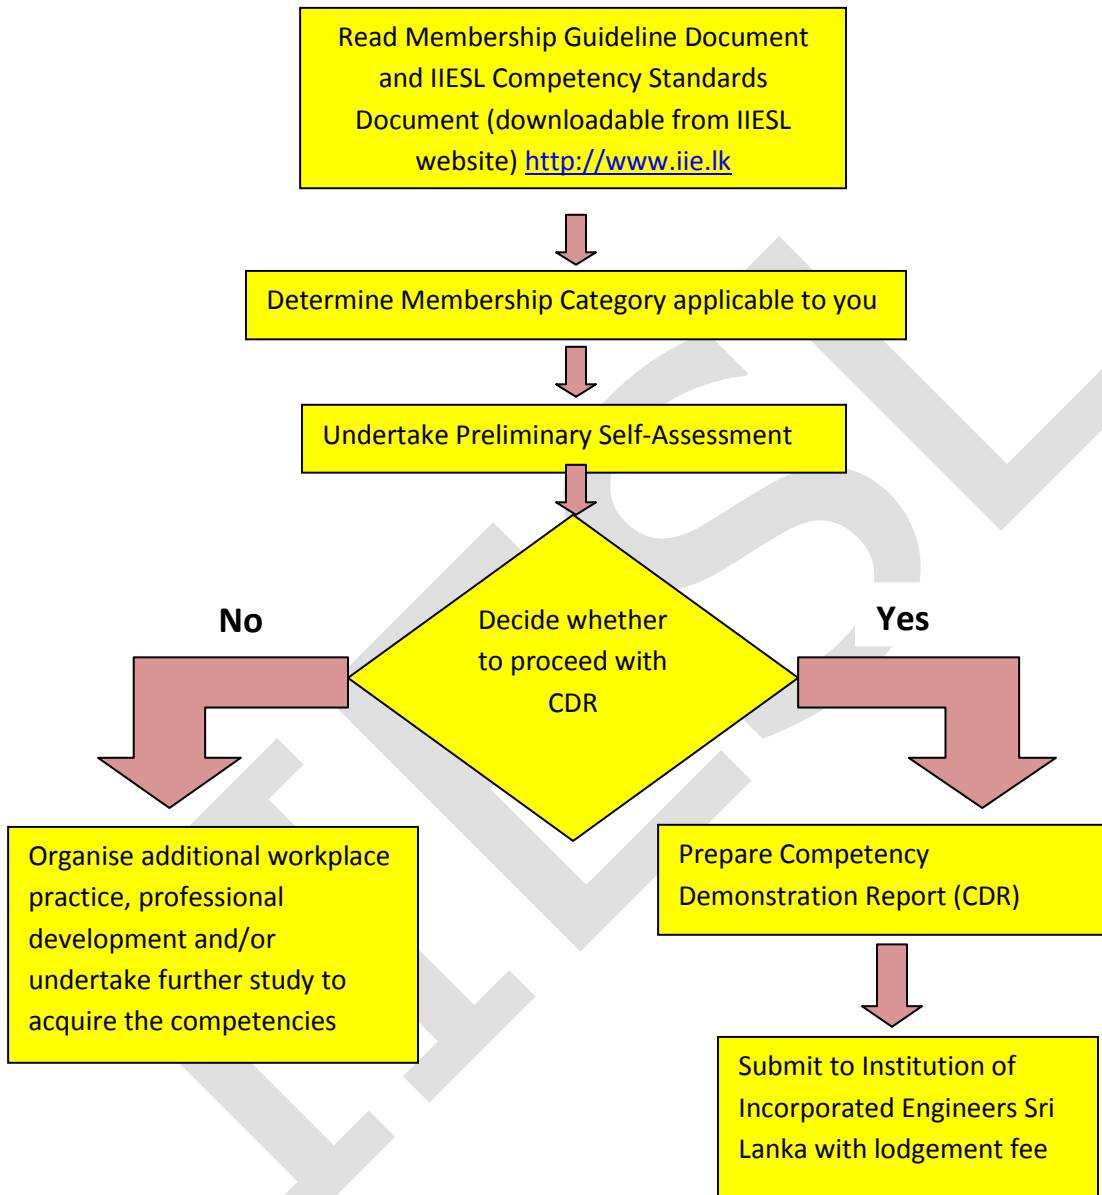 Read Membership Guideline Document
and IIESL Competency Standards
Document (downloadable from IIESL
website) http://www.iie.lk
Determine Membership Category applicable to you
Undertake Preliminary Self-Assessment
No
Decide whether
to proceed with
CDR
Yes
Organise additional workplace
practice, professional
development and/or
undertake further study to
acquire the competencies
Prepare Competency
Demonstration Report (CDR)
Submit to Institution of
Incorporated Engineers Sri
Lanka with lodgement fee
IIESL